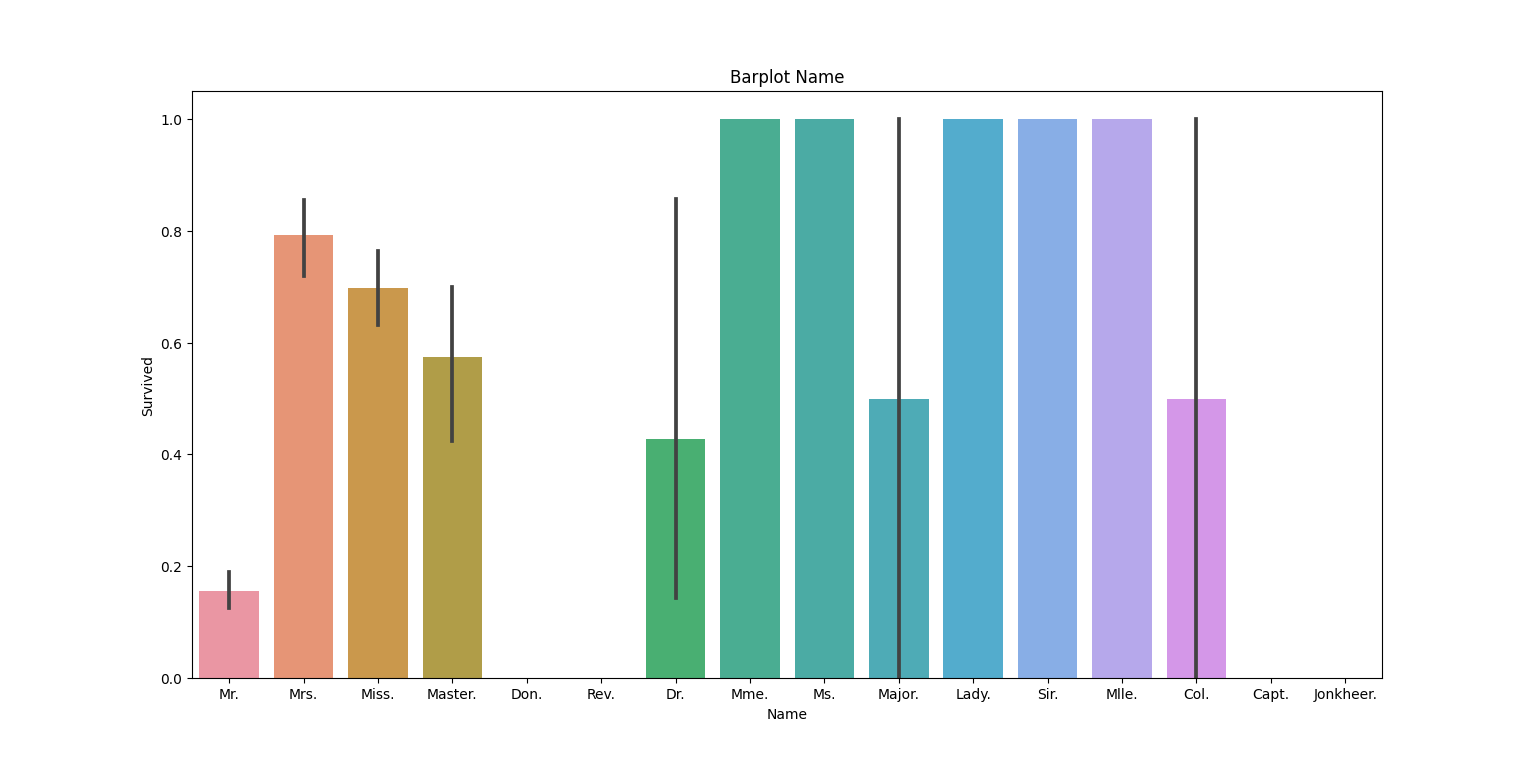 Barplot Name
1.0
0.8
0.6
0.4
0.2
0.0
Survived
Mr. Mrs. Miss. Master. Don. Rev. Dr. Mme. Ms. Major. Lady. Sir. Mlle. Col. Capt. Jonkheer.
Name